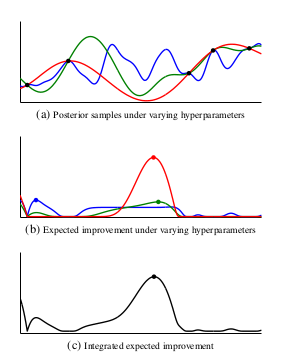 (a) Posterior samples under varying hyperparameters
(b) Expected improvement under varying hyperparameters
(c) Integrated expected improvement